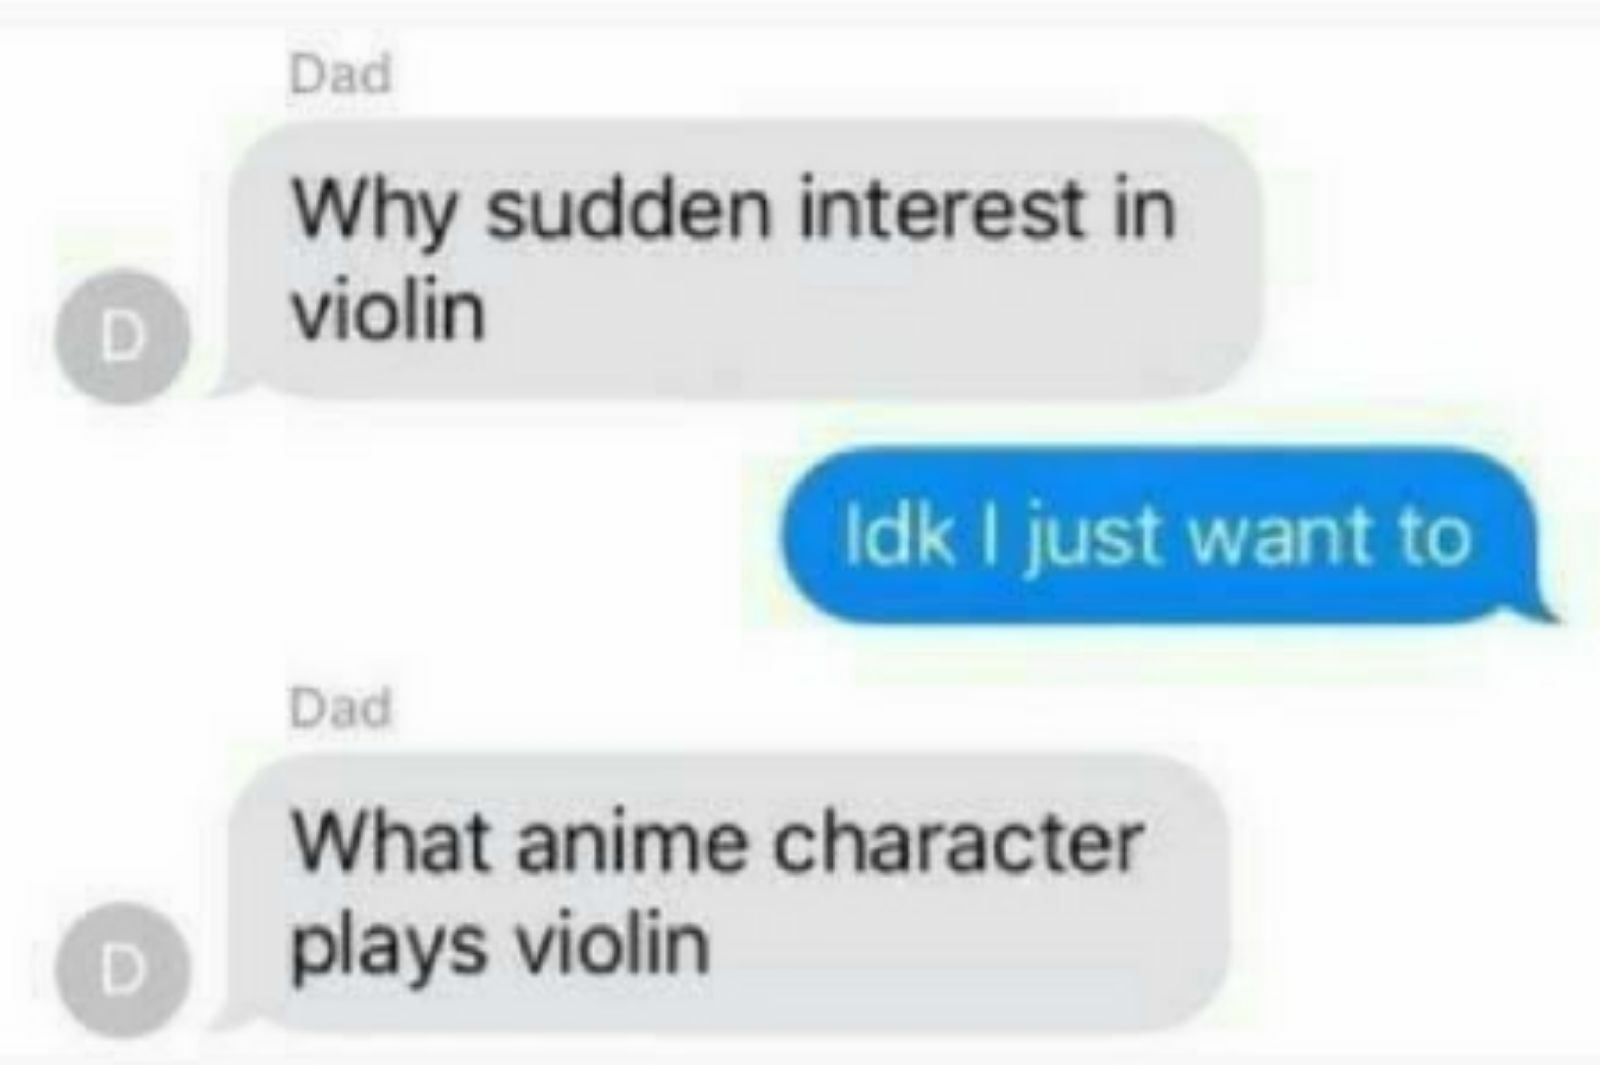 Dad
Why sudden interest in
violin
D
Idk I just want to
Dad
What anime character
plays violin
D